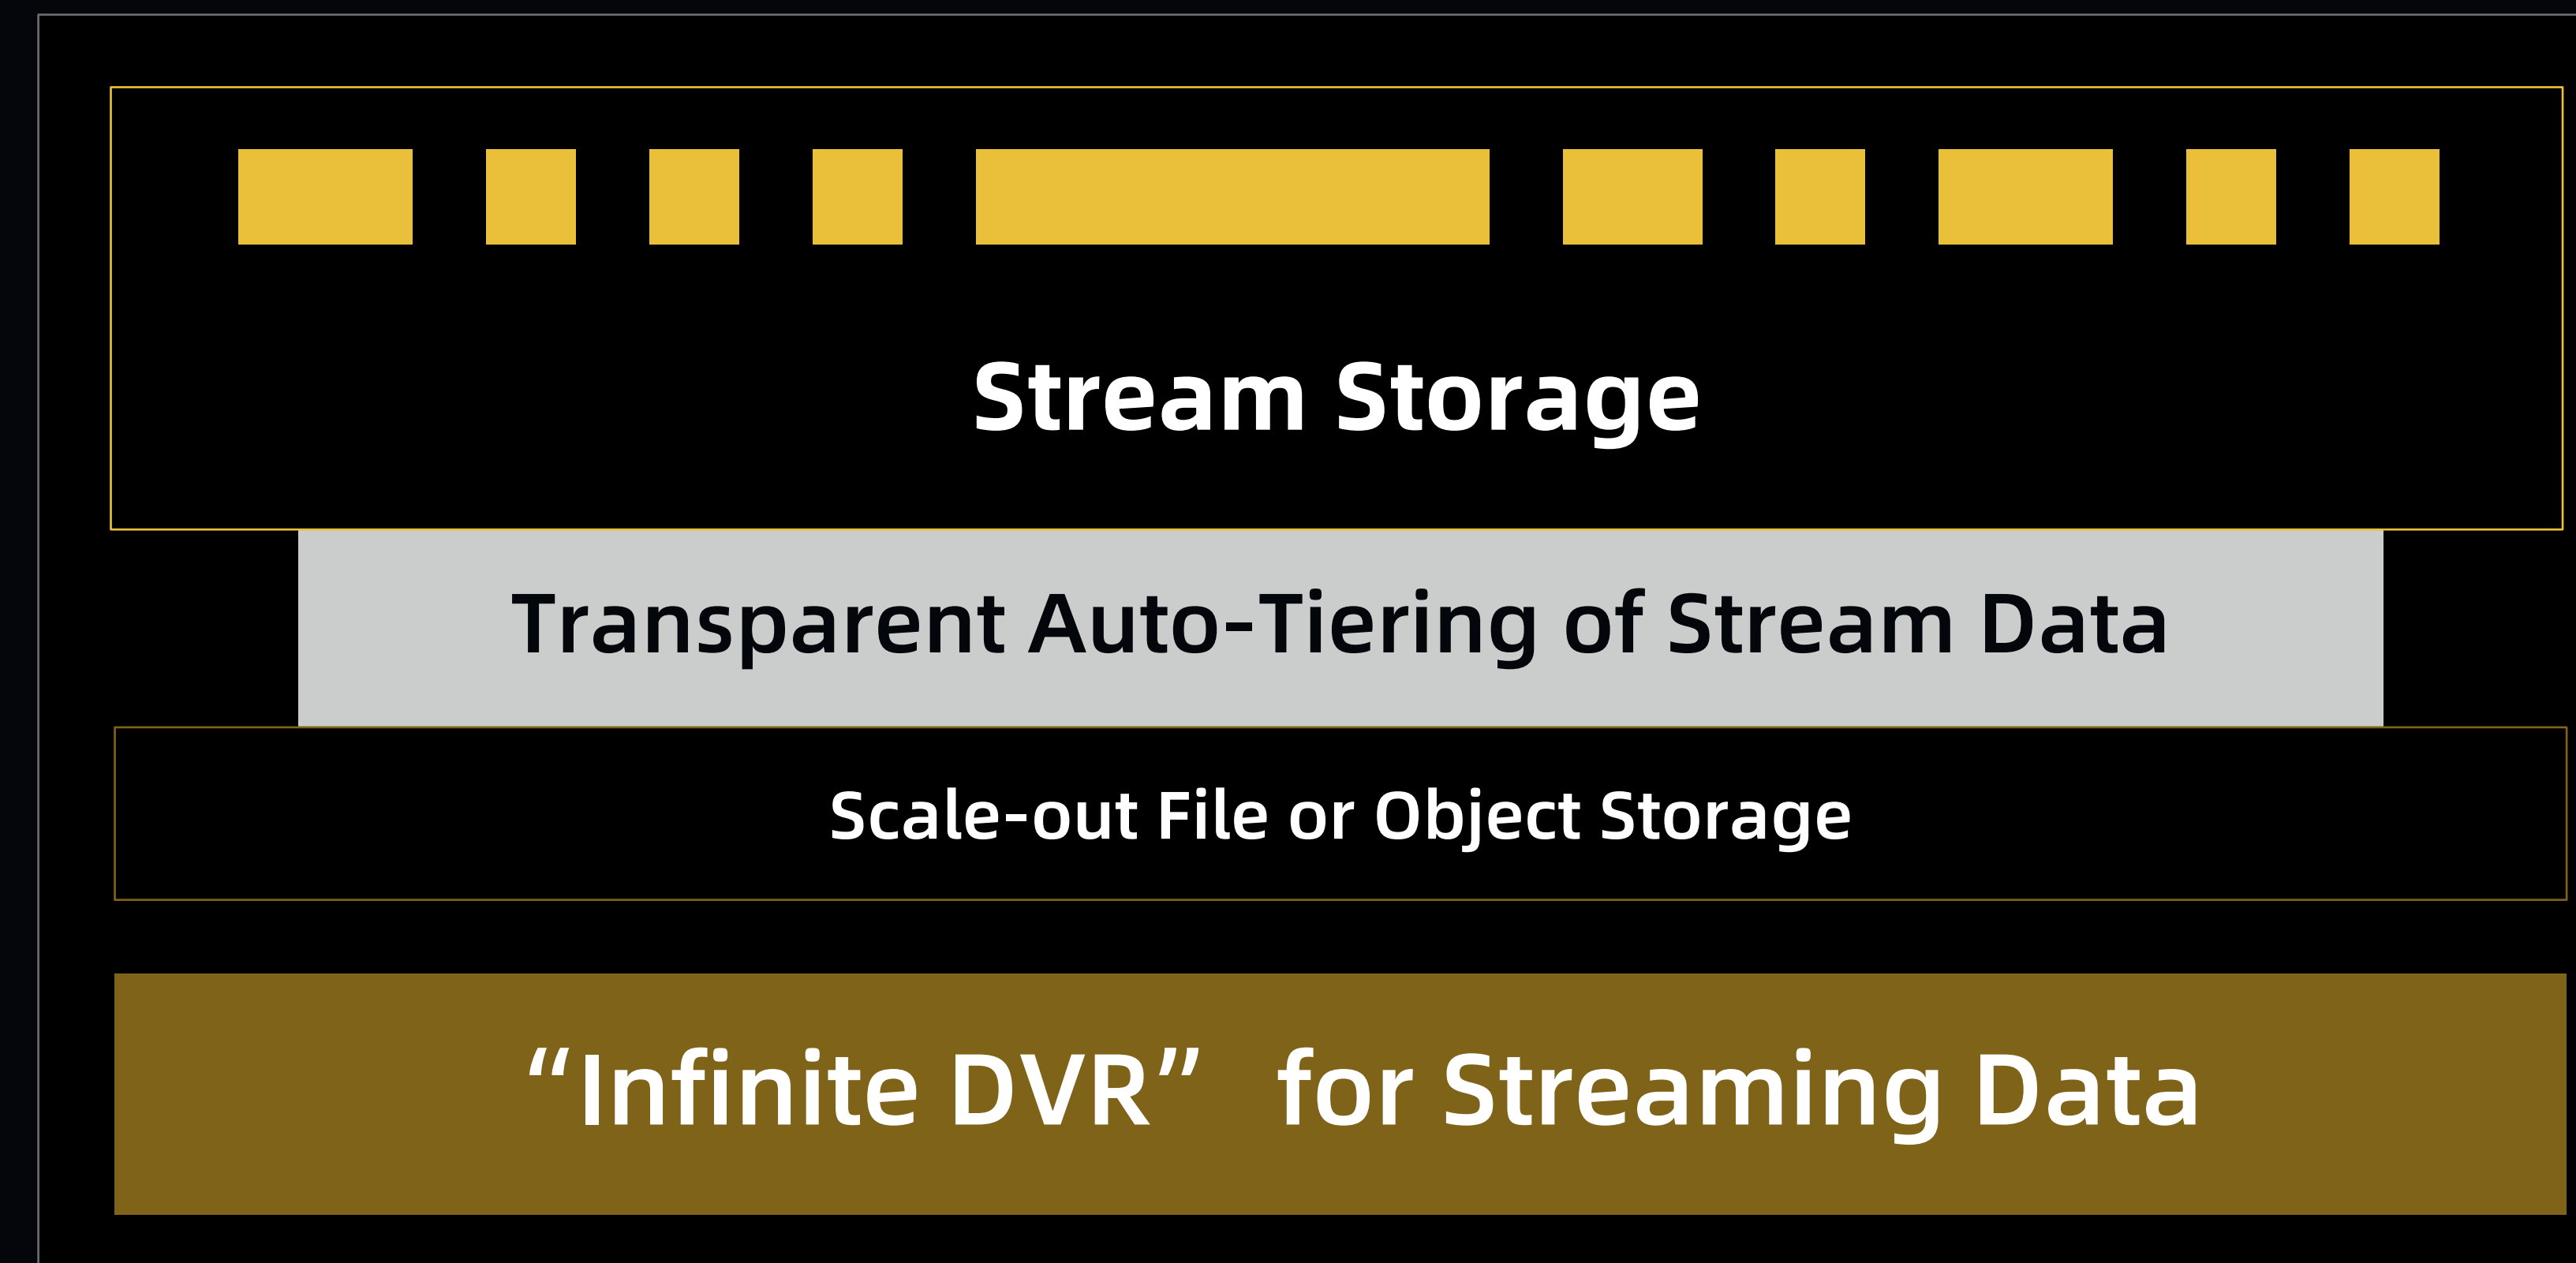 Stream Storage
Transparent Auto-Tiering of Stream Data
Scale-out File or Object Storage
“Infinite DVR” for Streaming Data